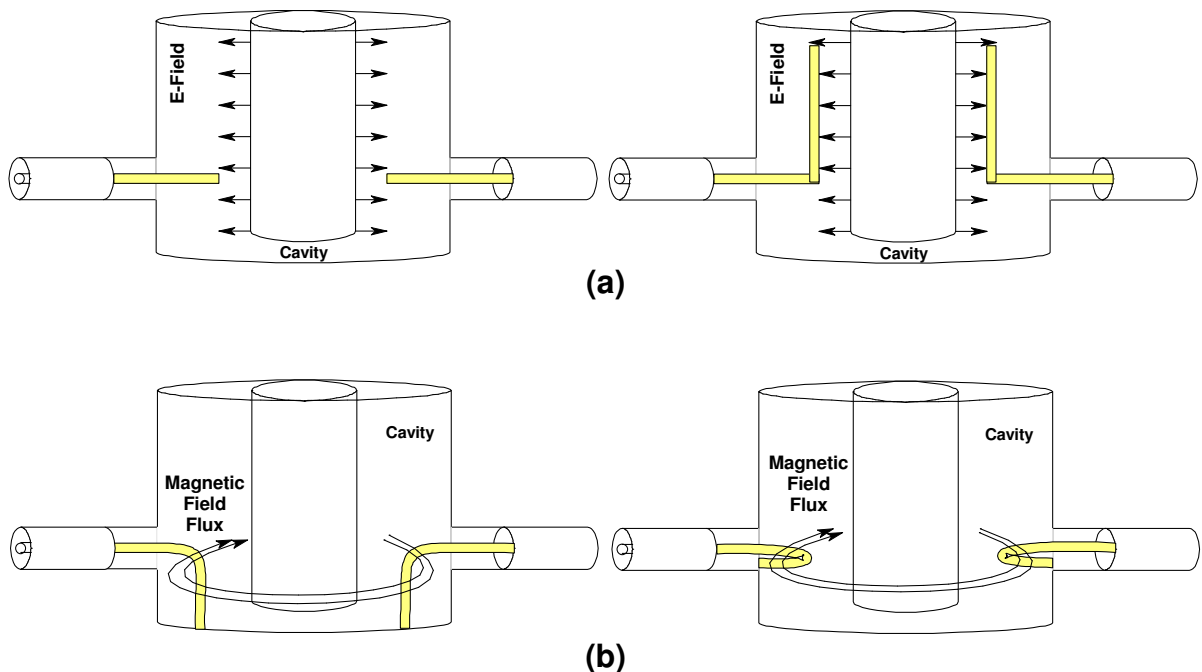 E-Field
Cavity
E-Field
Cavity
(a)
Cavity
Magnetic
Field
Flux
Cavity
Magnetic
Field
Flux
(b)